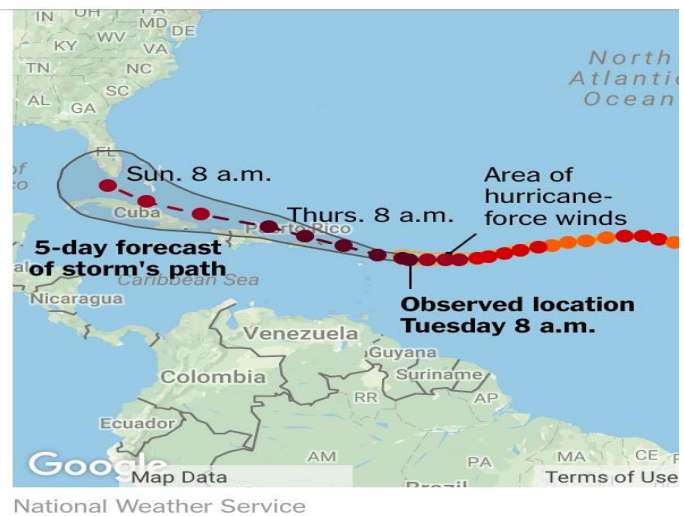 IN
OH
MD
DE
WV
KY
VA
TN
NC
SC
AL
GA
FL
North
Atlantic
Ocean
of
co
Sun. 8 a.m.
Area of
hurricane-
force winds
Thurs. 8 a.m.
Cuba
Puerto Rico
5-day forecast
of storm's path
Caribbean Sea
Nicaragua
Observed location
Tuesday 8 a.m.
Venezuela
Guyana
Suriname
Colombia
RR
AP
Ecuador
AM
PA
MA
CE
Brazil
Google
Map Data
Terms of Use
National Weather Service